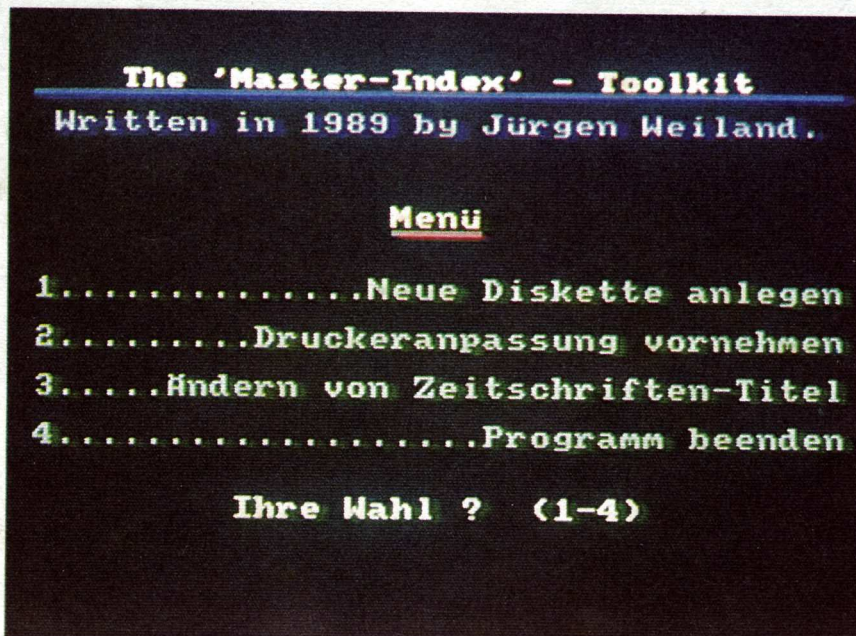 The 'Master-Index' - Toolkit
Written in 1989 by Jürgen Weiland.
Menü
1...............Neue Diskette anlegen
2.........Druckeranpassung vornehmen
3.....Ändern von Zeitschriften-Titel
4.....................Programm beenden
Ihre Wahl ? (1-4)